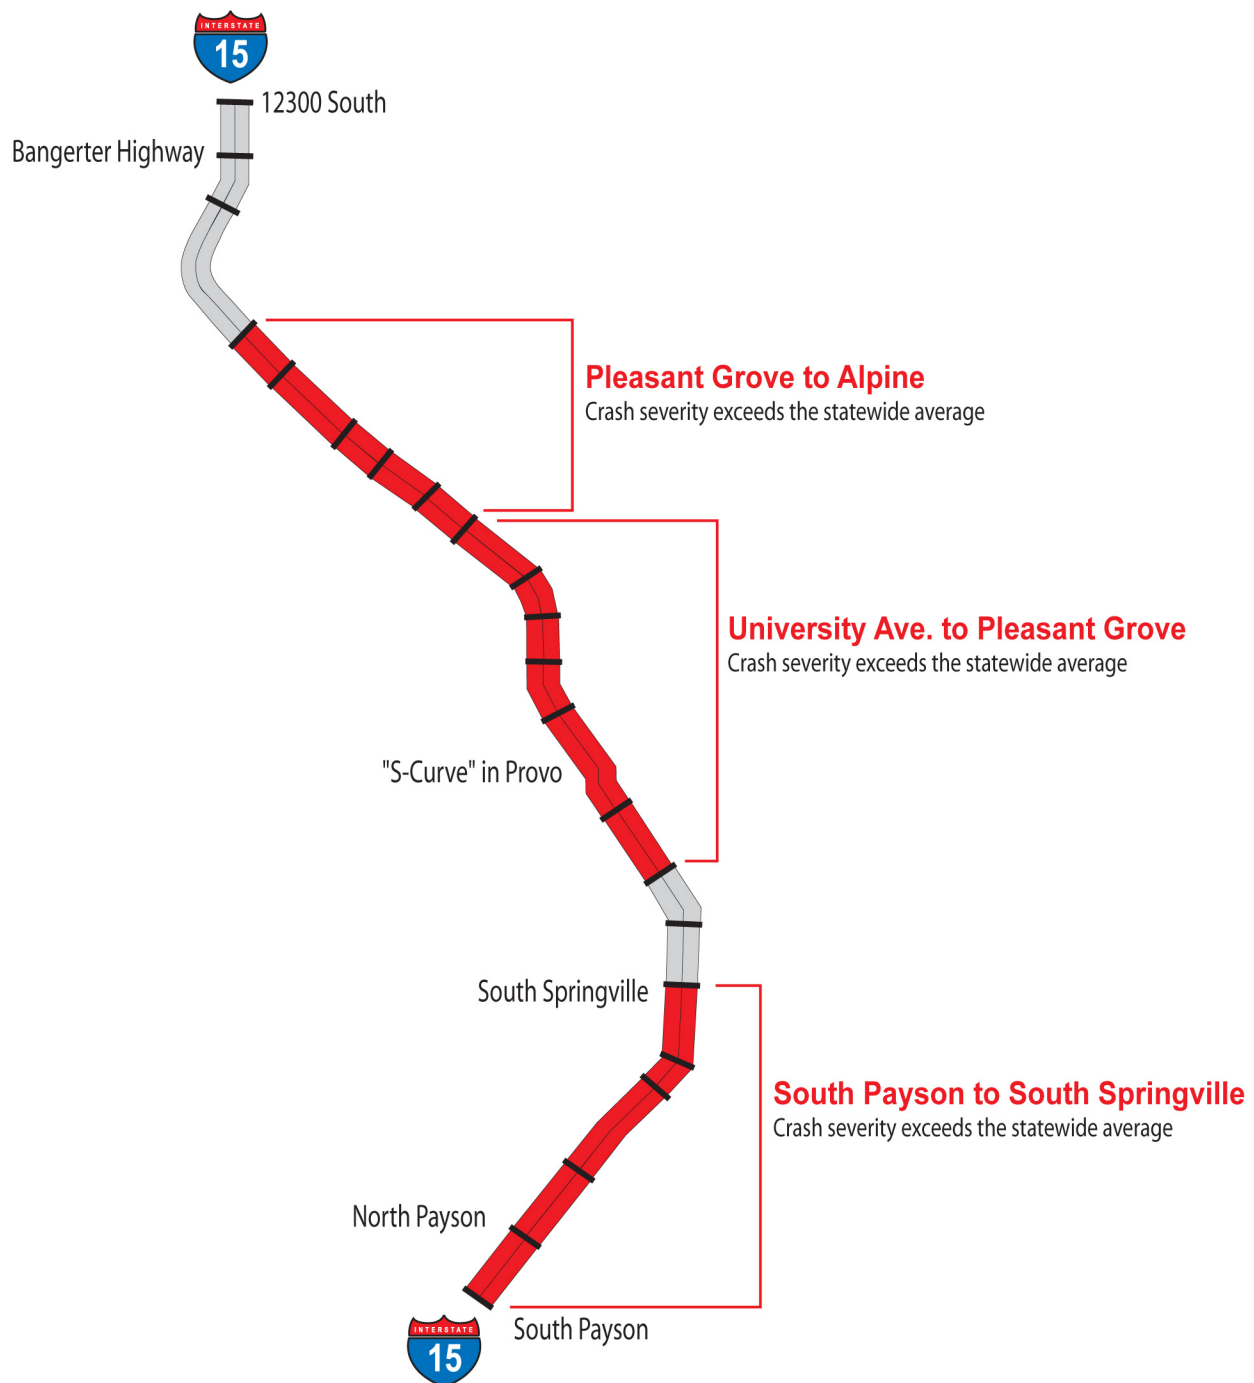 INTERSTATE
15
12300 South
Bangerter Highway
Pleasant Grove to Alpine
Crash severity exceeds the statewide average
University Ave. to Pleasant Grove
Crash severity exceeds the statewide average
"S-Curve" in Provo
South Springville
South Payson to South Springville
Crash severity exceeds the statewide average
North Payson
South Payson
INTERSTATE
15